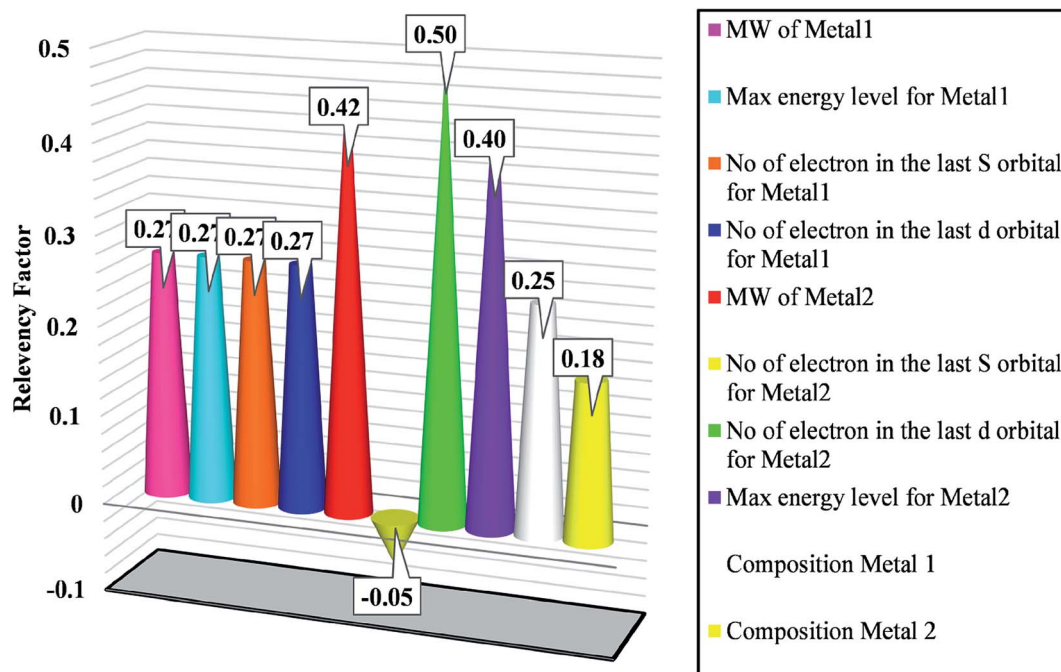 Relevency Factor
0.5
0.4
0.3
0.2
0.1
0
-0.1
0.27
0.27
0.27
0.27
0.42
-0.05
0.50
0.40
0.25
0.18
MW of Metal1
Max energy level for Metal1
No of electron in the last S orbital
for Metal1
No of electron in the last d orbital
for Metal1
MW of Metal2
No of electron in the last S orbital
for Metal2
No of electron in the last d orbital
for Metal2
Max energy level for Metal2
Composition Metal 1
Composition Metal 2